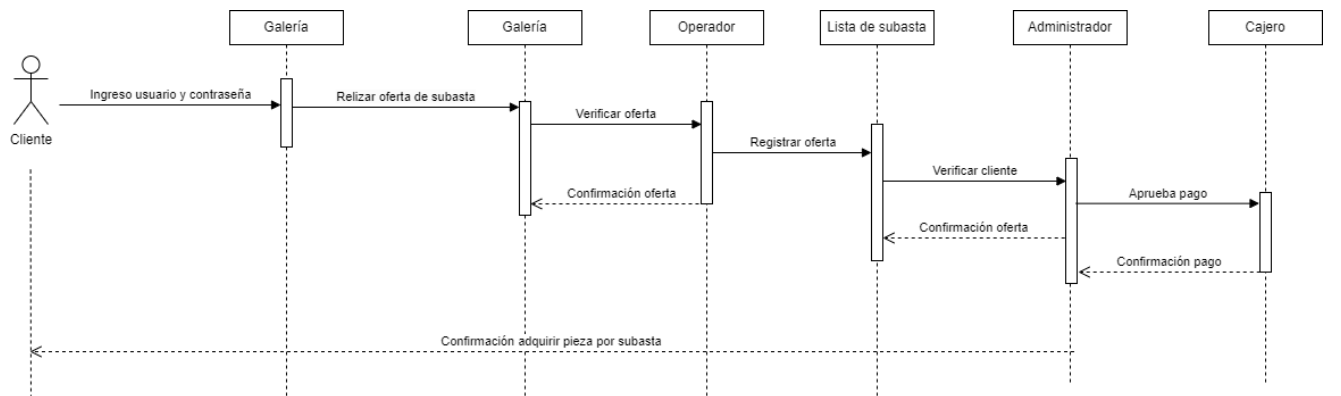 Galería
Galería
Operador
Lista de subasta
Administrador
Cajero
Ingreso usuario y contraseña
Relizar oferta de subasta
Verificar oferta
Cliente
Registrar oferta
Verificar cliente
Confirmación oferta
Aprueba pago
Confirmación oferta
Confirmación pago
Confirmación adquirir pieza por subasta